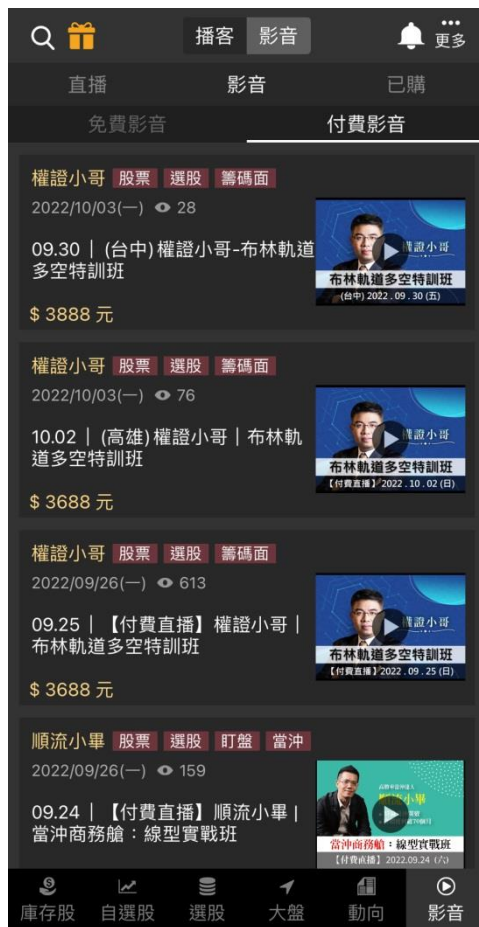 播客 影音
更多
直播 影音 已購
免費影音 付費影音
權證小哥 股票 選股 籌碼面
2022/10/03(一) 28
09.30｜(台中)權證小哥-布林軌道
多空特訓班
$ 3888 元
權證小哥
布林軌道多空特訓班
(台中) 2022 . 09 . 30 (五)
權證小哥 股票 選股 籌碼面
2022/10/03(一) 76
10.02｜(高雄)權證小哥｜布林軌
道多空特訓班
$ 3688 元
權證小哥
布林軌道多空特訓班
【付費直播】2022 . 10 . 02 (日)
權證小哥 股票 選股 籌碼面
2022/09/26(一) 613
09.25｜【付費直播】權證小哥｜
布林軌道多空特訓班
$ 3688 元
權證小哥
布林軌道多空特訓班
【付費直播】2022 . 09 . 25 (日)
順流小畢 股票 選股 盯盤 當沖
2022/09/26(一) 159
09.24｜【付費直播】順流小畢 |
當沖商務艙：線型實戰班
順流小畢
當沖商務艙：線型實戰班
【付費直播】2022.09.24 (六)
庫存股 自選股 選股 大盤 動向 影音